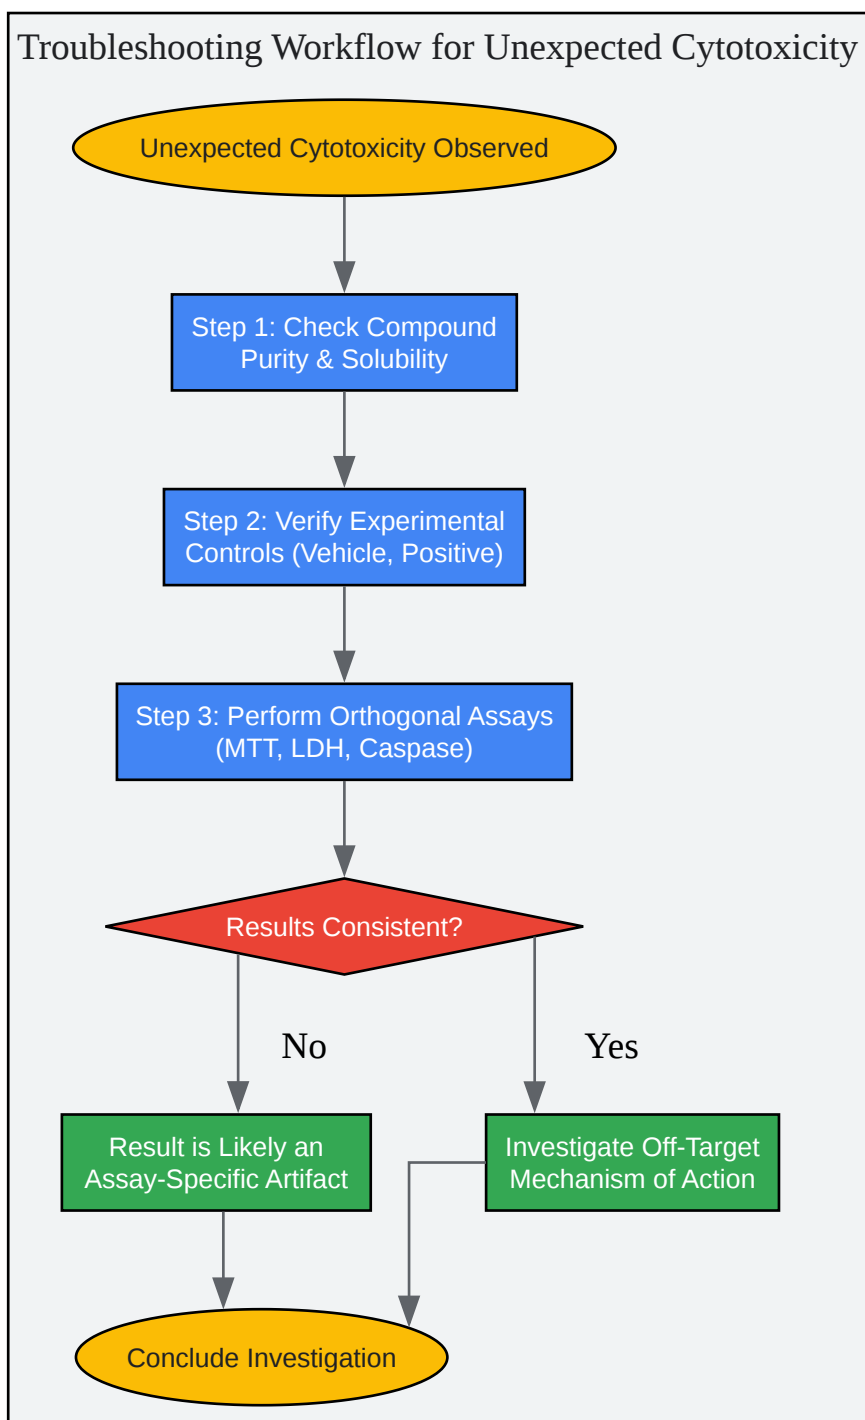 Troubleshooting Workflow for Unexpected Cytotoxicity
Unexpected Cytotoxicity Observed
Step 1: Check Compound
Purity & Solubility
Step 2: Verify Experimental
Controls (Vehicle, Positive)
Step 3: Perform Orthogonal Assays
(MTT, LDH, Caspase)
Results Consistent?
No
Yes
Result is Likely an
Assay-Specific Artifact
Investigate Off-Target
Mechanism of Action
Conclude Investigation